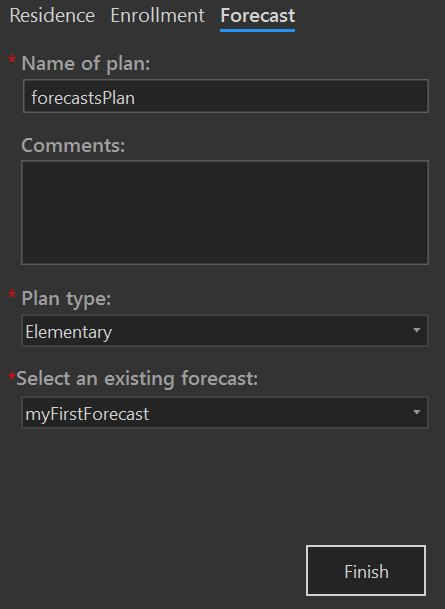 Residence Enrollment Forecast
* Name of plan:
forecastsPlan
Comments:
* Plan type:
Elementary
*Select an existing forecast:
myFirstForecast
Finish